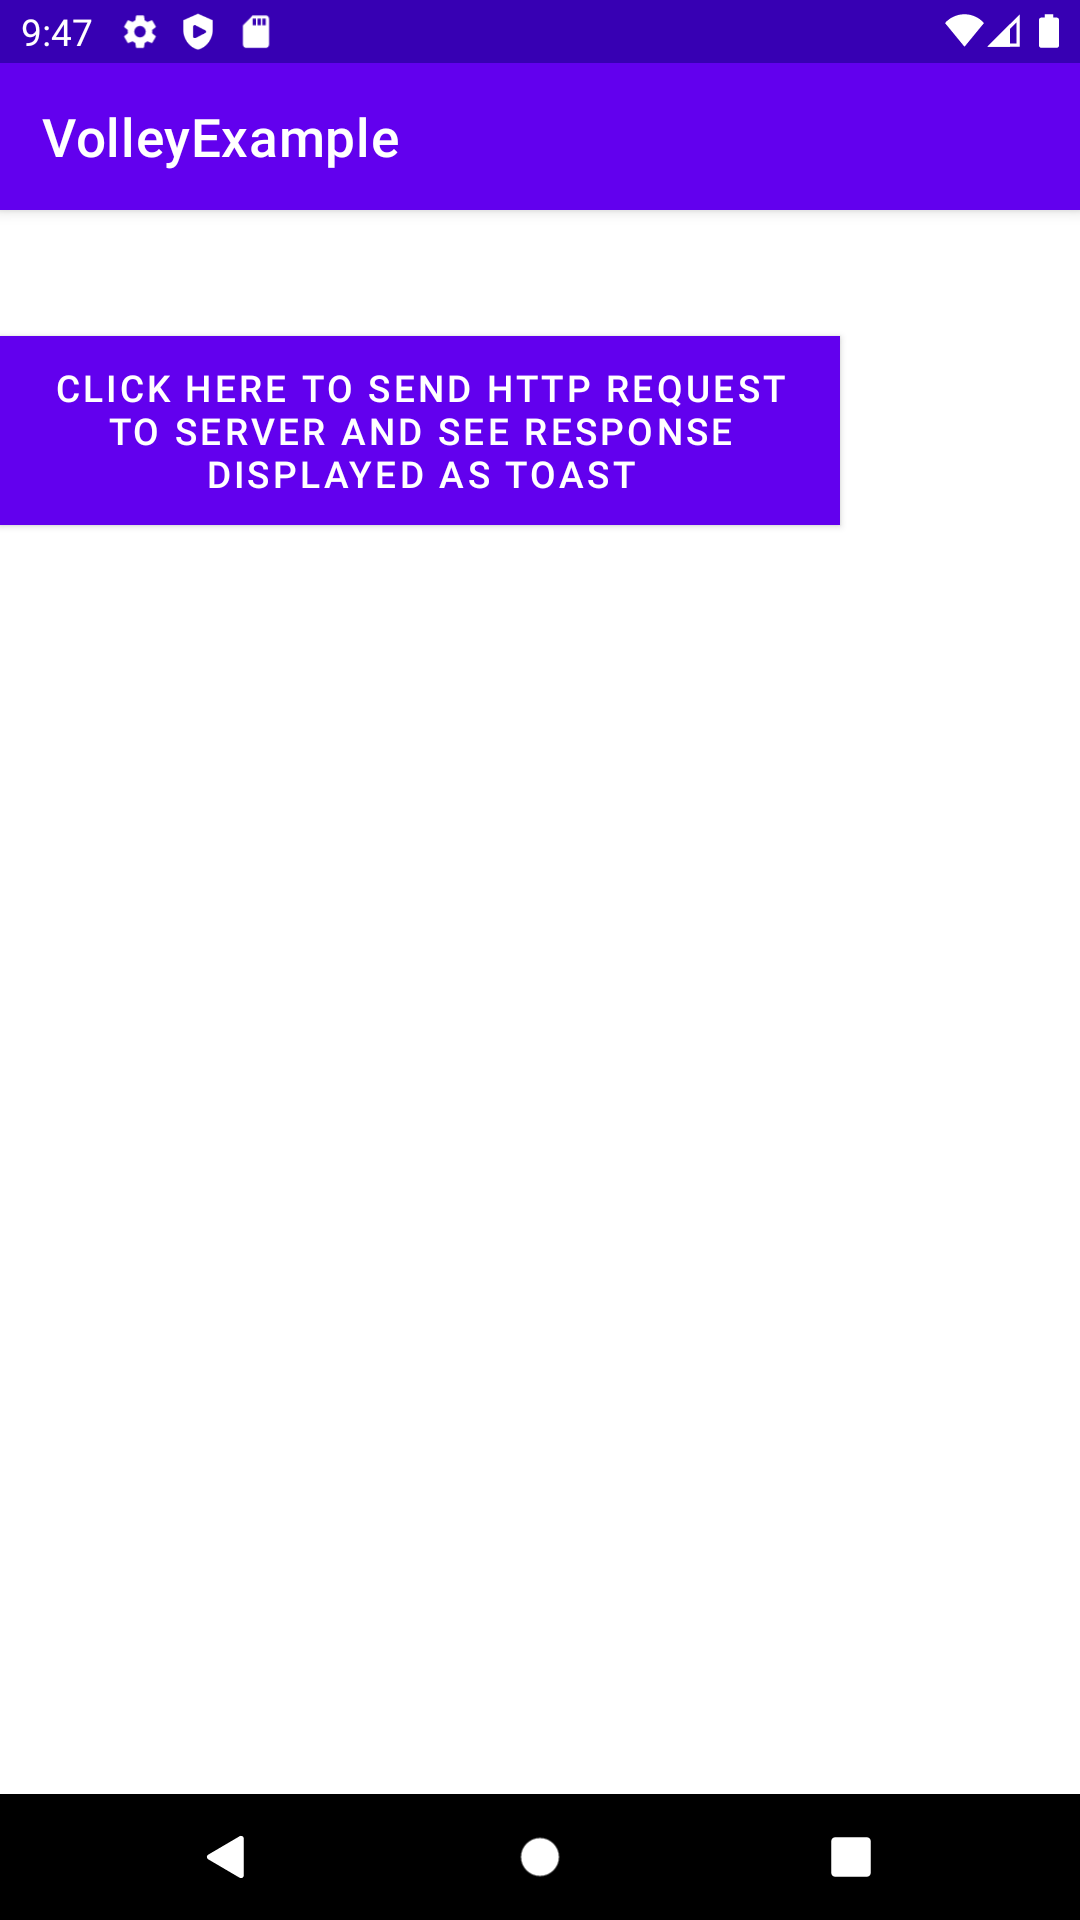 9:47
VolleyExample
CLICK HERE TO SEND HTTP REQUEST
TO SERVER AND SEE RESPONSE
DISPLAYED AS TOAST